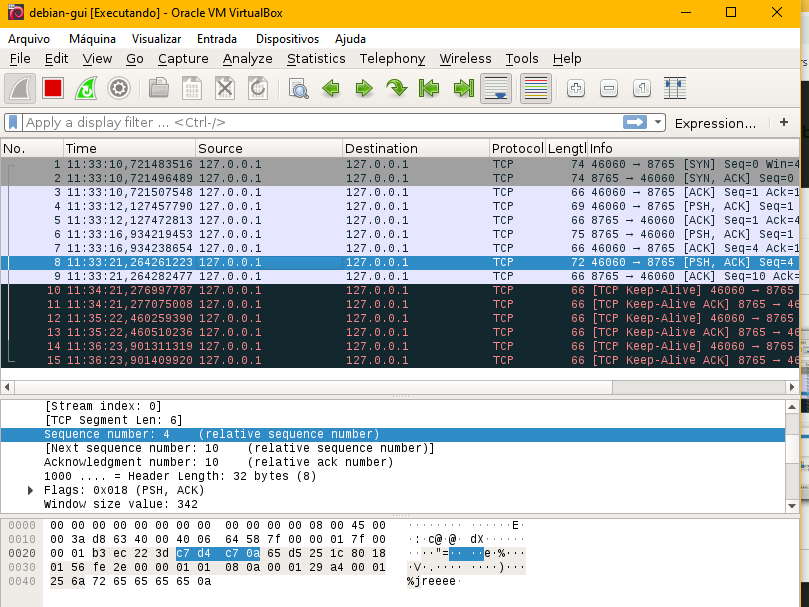 debian-gui [Executando] - Oracle VM VirtualBox
Arquivo Máquina Visualizar Entrada Dispositivos Ajuda
File Edit View Go Capture Analyze Statistics Telephony Wireless Tools Help
Apply a display filter ... <Ctrl-/> Expression... +
No. Time Source Destination Protocol Lengtl Info
1 11:33:10,721483516 127.0.0.1 127.0.0.1 TCP 74 46060 → 8765 [SYN] Seq=0 Win=4
2 11:33:10,721496489 127.0.0.1 127.0.0.1 TCP 74 8765 → 46060 [SYN, ACK] Seq=0
3 11:33:10,721507548 127.0.0.1 127.0.0.1 TCP 66 46060 → 8765 [ACK] Seq=1 Ack=1
4 11:33:12,127457790 127.0.0.1 127.0.0.1 TCP 69 46060 → 8765 [PSH, ACK] Seq=1
5 11:33:12,127472813 127.0.0.1 127.0.0.1 TCP 66 8765 → 46060 [ACK] Seq=1 Ack=4
6 11:33:16,934219453 127.0.0.1 127.0.0.1 TCP 75 8765 → 46060 [PSH, ACK] Seq=1
7 11:33:16,934238654 127.0.0.1 127.0.0.1 TCP 66 46060 → 8765 [ACK] Seq=4 Ack=1
8 11:33:21,264261223 127.0.0.1 127.0.0.1 TCP 72 46060 → 8765 [PSH, ACK] Seq=4
9 11:33:21,264282477 127.0.0.1 127.0.0.1 TCP 66 8765 → 46060 [ACK] Seq=10 Ack=
10 11:34:21,276997787 127.0.0.1 127.0.0.1 TCP 66 [TCP Keep-Alive] 46060 → 8765
11 11:34:21,277075008 127.0.0.1 127.0.0.1 TCP 66 [TCP Keep-Alive ACK] 8765 → 46
12 11:35:22,460259390 127.0.0.1 127.0.0.1 TCP 66 [TCP Keep-Alive] 46060 → 8765
13 11:35:22,460510236 127.0.0.1 127.0.0.1 TCP 66 [TCP Keep-Alive ACK] 8765 → 46
14 11:36:23,901311319 127.0.0.1 127.0.0.1 TCP 66 [TCP Keep-Alive] 46060 → 8765
15 11:36:23,901409920 127.0.0.1 127.0.0.1 TCP 66 [TCP Keep-Alive ACK] 8765 → 46
[Stream index: 0]
[TCP Segment Len: 6]
Sequence number: 4 (relative sequence number)
[Next sequence number: 10 (relative sequence number)]
Acknowledgment number: 10 (relative ack number)
1000 .... = Header Length: 32 bytes (8)
Flags: 0x018 (PSH, ACK)
Window size value: 342
0000 00 00 00 00 00 00 00 00 00 00 00 00 08 00 45 00 ··············E·
0010 00 3a d8 63 40 00 40 06 64 58 7f 00 00 01 7f 00 ·:·c@·@·dX······
0020 00 01 b3 ec 22 3d c7 d4 c7 0a 65 d5 25 1c 80 18 ····"=····e·%···
0030 01 56 fe 2e 00 00 01 01 08 0a 00 01 29 a4 00 01 ·V·.········)···
0040 25 6a 72 65 65 65 65 0a %jreeee·